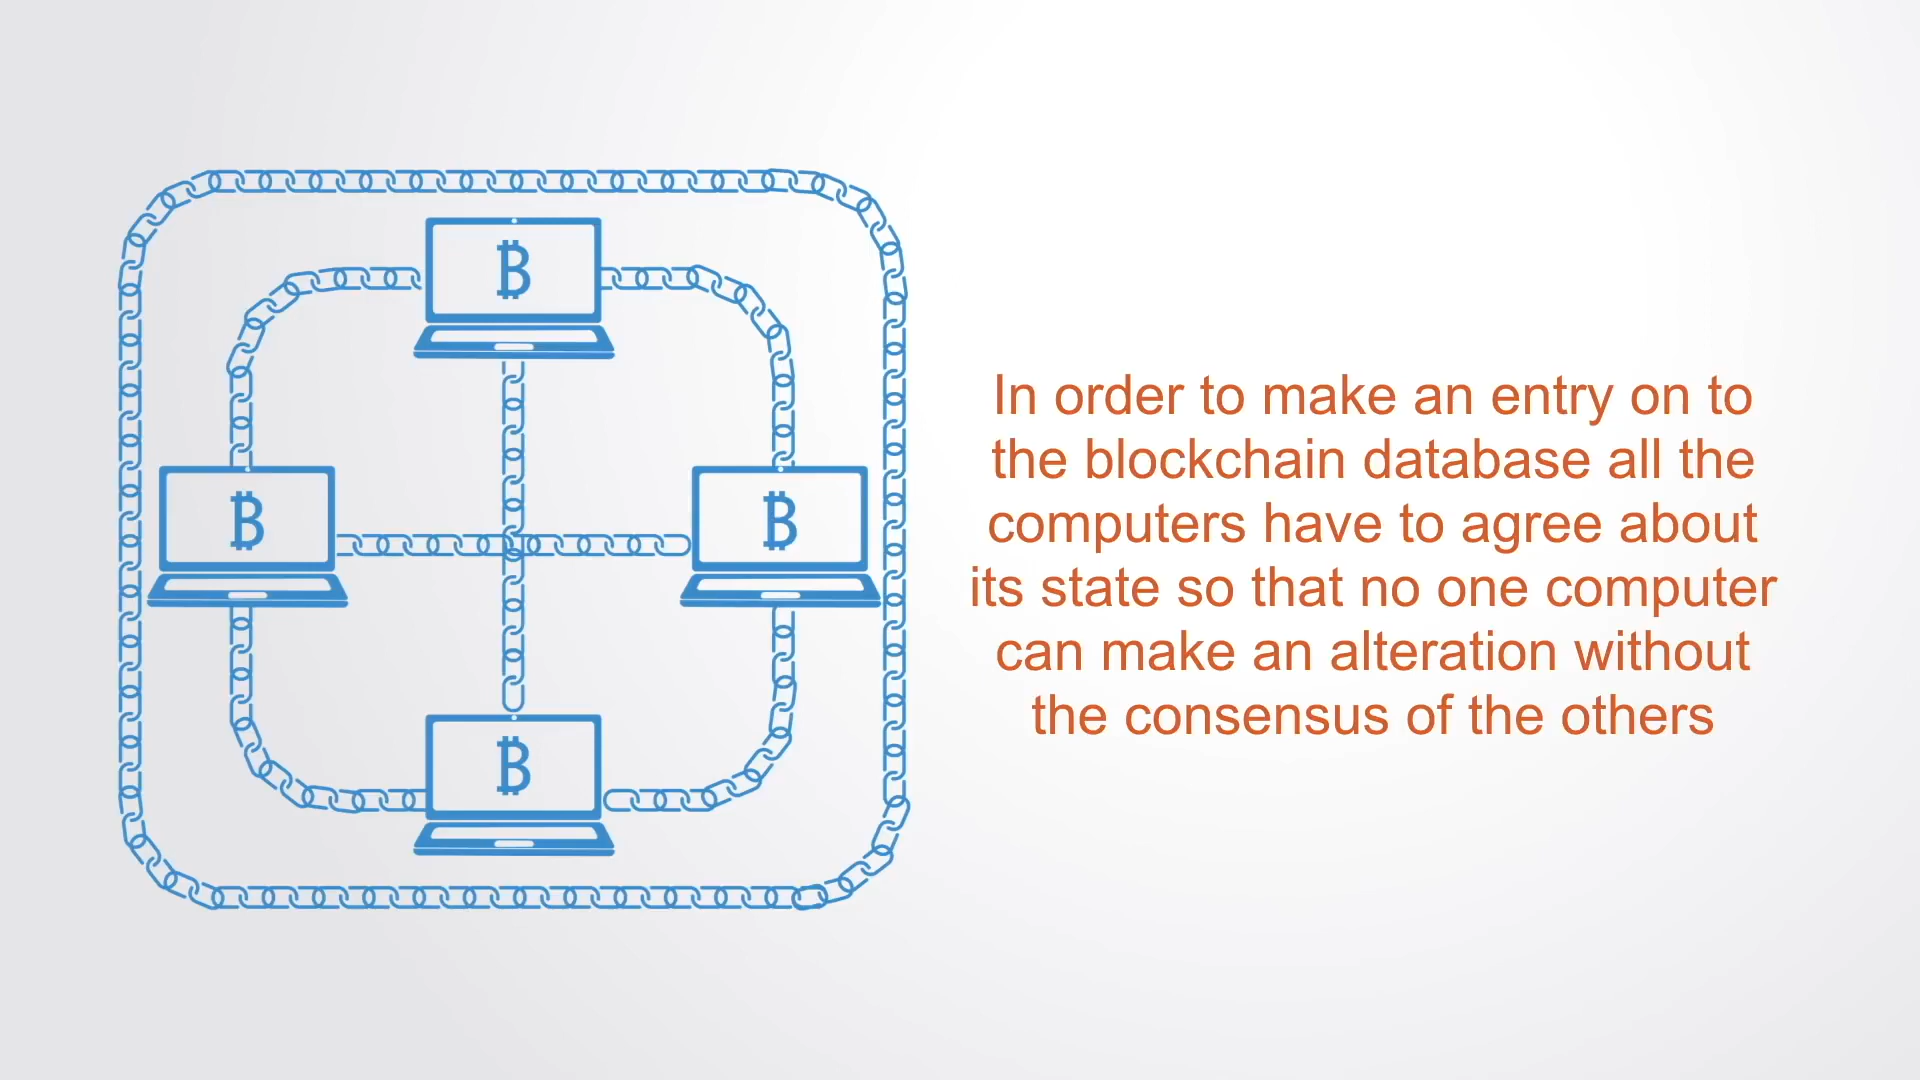 In order to make an entry on to
the blockchain database all the
computers have to agree about
its state so that no one computer
can make an alteration without
the consensus of the others